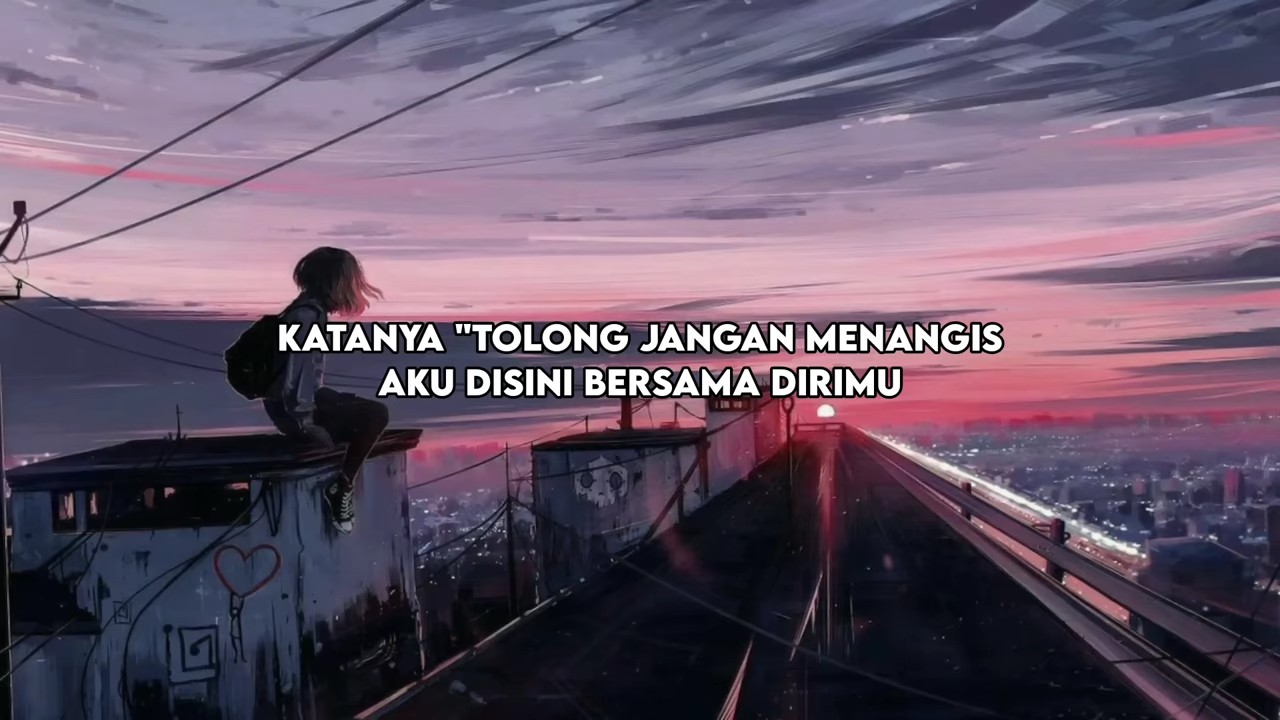 KATANYA "TOLONG JANGAN MENANGIS
AKU DISINI BERSAMA DIRIMU